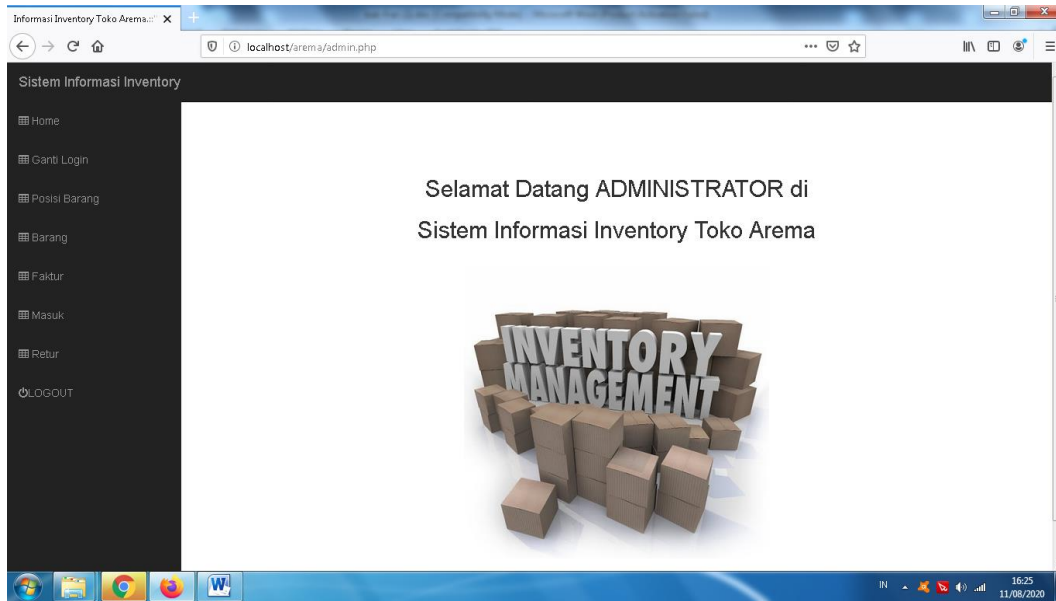 Informasi Inventory Toko Arema.::
localhost/arema/admin.php
Sistem Informasi Inventory
Home
Ganti Login
Posisi Barang
Barang
Faktur
Masuk
Retur
LOGOUT
Selamat Datang ADMINISTRATOR di
Sistem Informasi Inventory Toko Arema
INVENTORY
MANAGEMENT
IN
16:25
11/08/2020